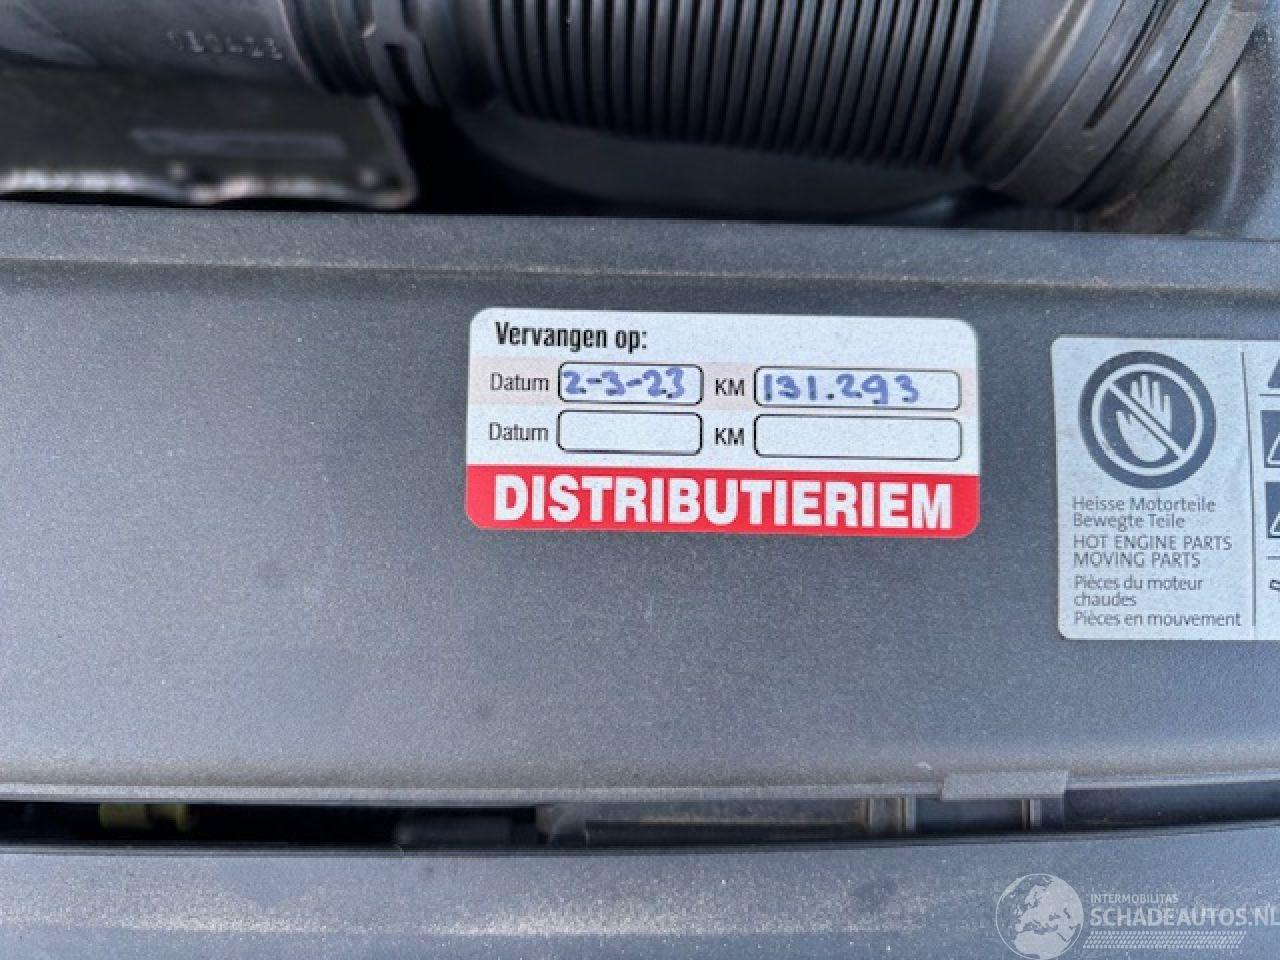 Vervangen op:
Datum 2-3-23 KM 131.293
Datum KM
DISTRIBUTIERIEM
Heisse Motorteile
Bewegte Teile
HOT ENGINE PARTS
MOVING PARTS
Pièces du moteur
chaudes
Pièces en mouvement
INTERMOBILITAS
SCHADEAUTOS.NL